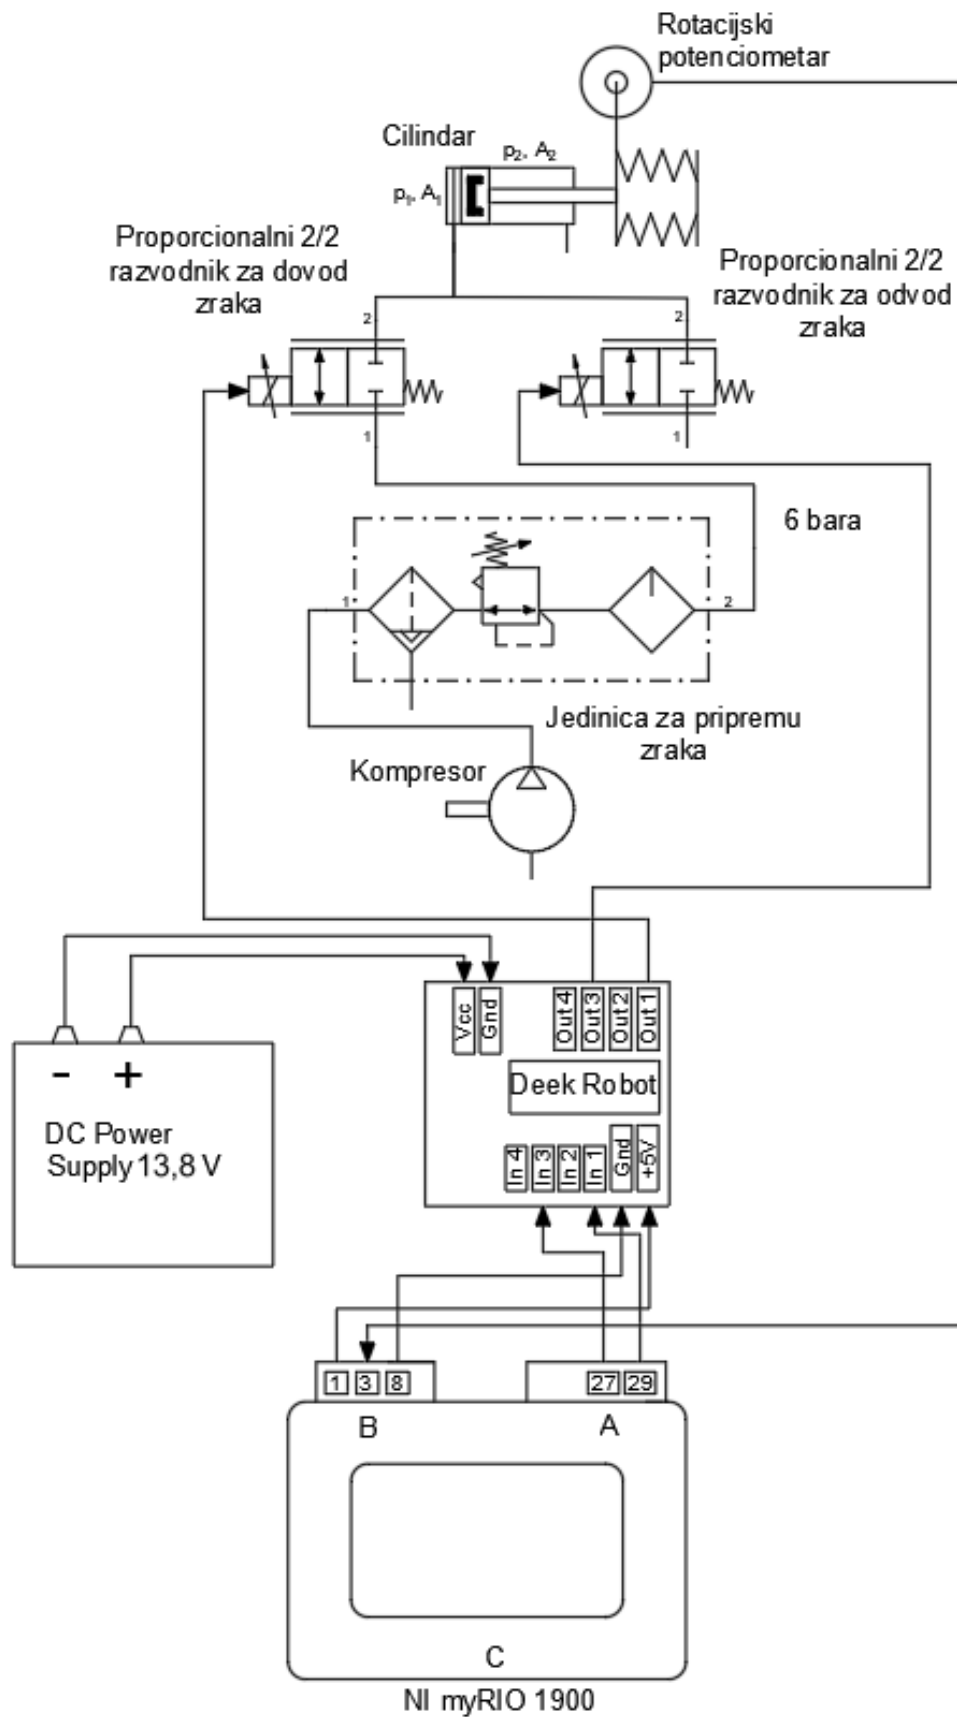 Rotacijski
potenciometar
Cilindar
p₂, A₂
p₁, A₁
Proporcionalni 2/2
razvodnik za dovod
zraka
Proporcionalni 2/2
razvodnik za odvod
zraka
2
2
1
1
6 bara
1
2
Jedinica za pripremu
zraka
Kompresor
Vcc
Gnd
Out 4
Out 3
Out 2
Out 1
- +
Deek Robot
DC Power
Supply 13,8 V
In 4
In 3
In 2
In 1
Gnd
+5V
1
3
8
27
29
B
A
C
NI myRIO 1900